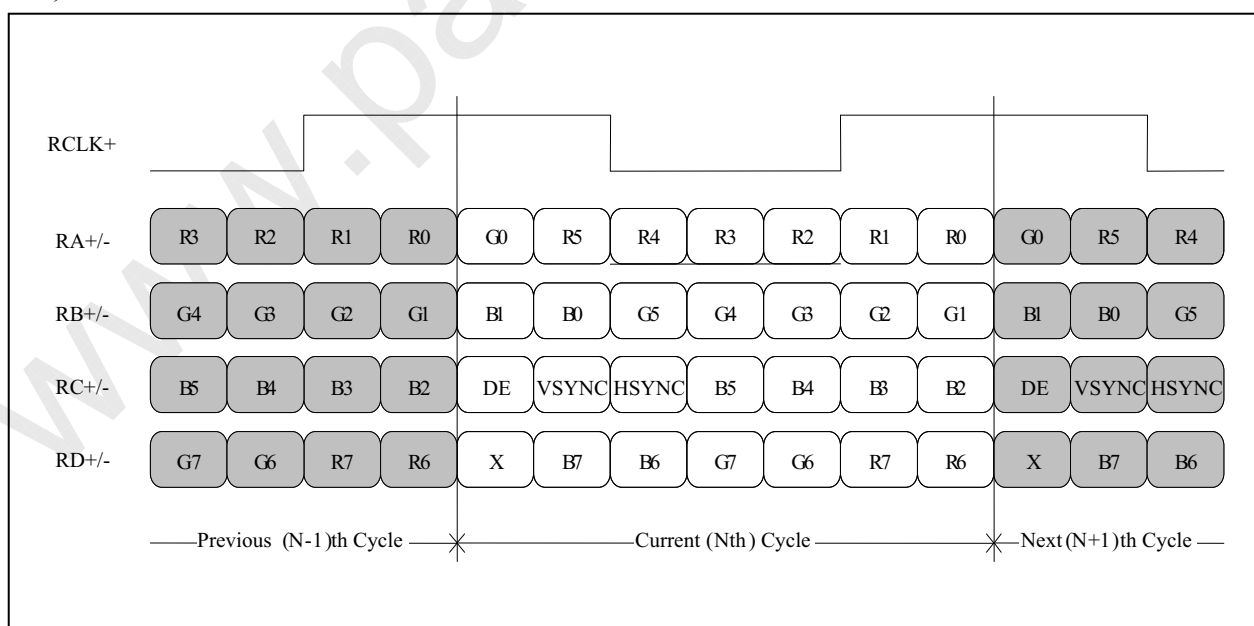 www.pa
RCLK+
RA+/- R3 R2 R1 R0 G0 R5 R4 R3 R2 R1 R0 G0 R5 R4
RB+/- G4 G3 G2 G1 B1 B0 G5 G4 G3 G2 G1 B1 B0 G5
RC+/- B5 B4 B3 B2 DE VSYNC HSYNC B5 B4 B3 B2 DE VSYNC HSYNC
RD+/- G7 G6 R7 R6 X B7 B6 G7 G6 R7 R6 X B7 B6
Previous (N-1)th Cycle Current (Nth) Cycle Next (N+1)th Cycle